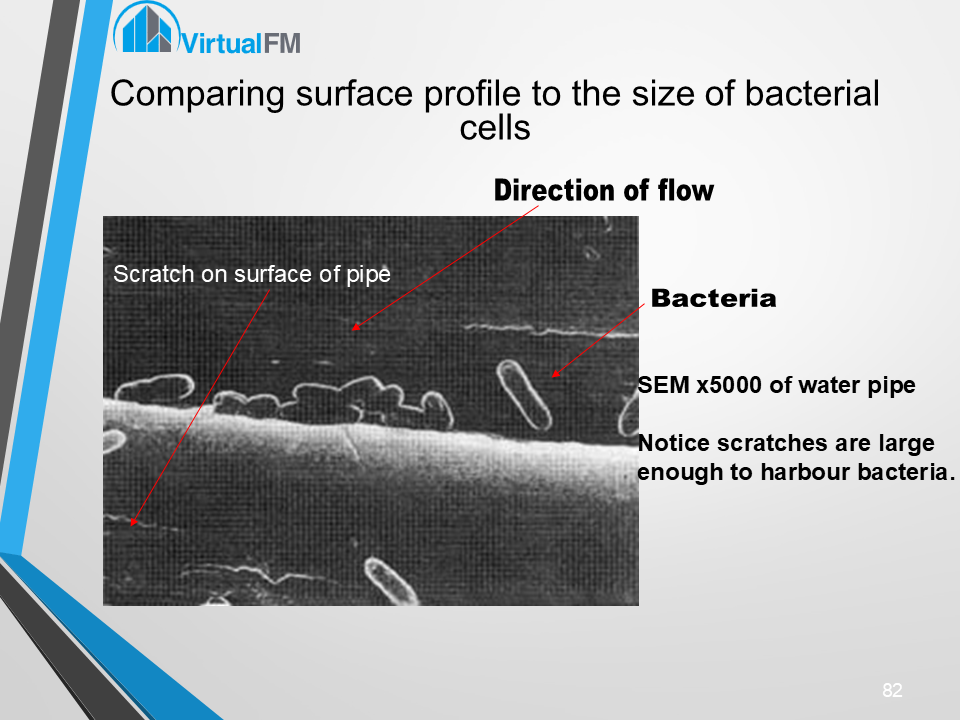 VirtualFM
Comparing surface profile to the size of bacterial
cells
Direction of flow
Scratch on surface of pipe
Bacteria
SEM x5000 of water pipe
Notice scratches are large
enough to harbour bacteria.
82